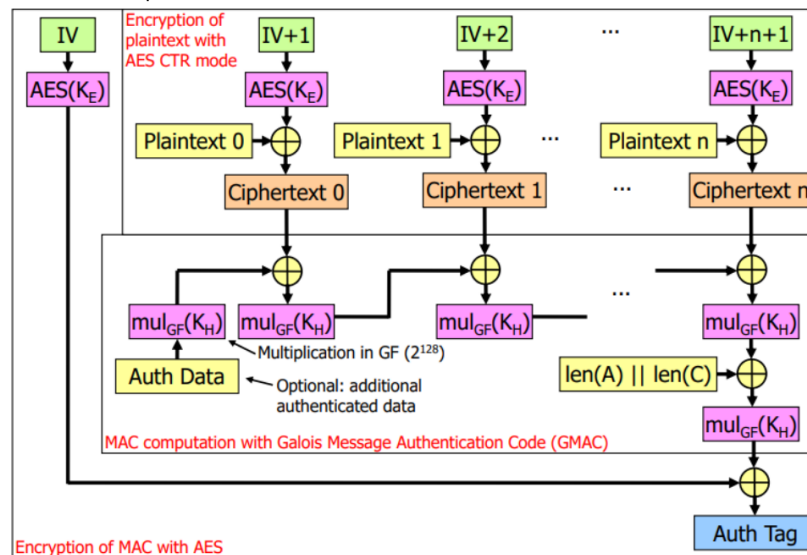 Encryption of
plaintext with
AES CTR mode
IV
IV+1
IV+2
...
IV+n+1
AES(KE)
AES(KE)
AES(KE)
AES(KE)
Plaintext 0
Plaintext 1
...
Plaintext n
Ciphertext 0
Ciphertext 1
...
Ciphertext n
...
mulGF(KH)
mulGF(KH)
mulGF(KH)
mulGF(KH)
Multiplication in GF (2¹²⁸)
Auth Data
Optional: additional
authenticated data
len(A) || len(C)
mulGF(KH)
MAC computation with Galois Message Authentication Code (GMAC)
Auth Tag
Encryption of MAC with AES